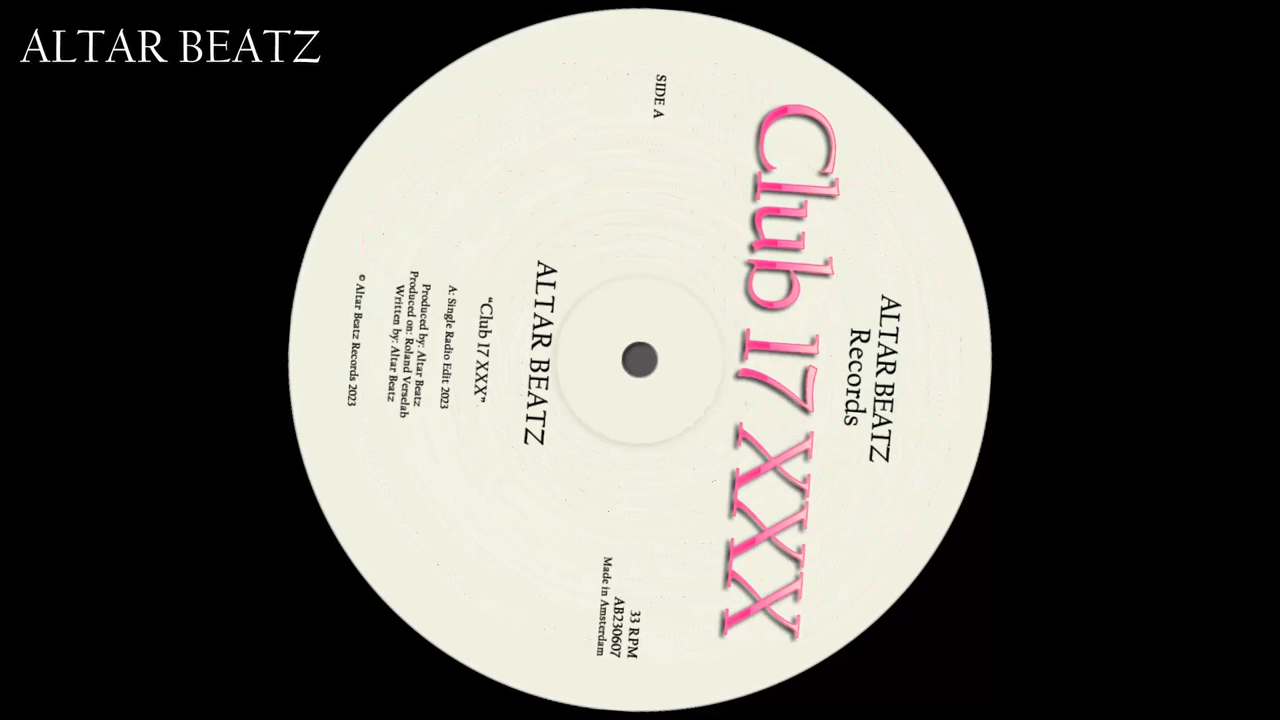 ALTAR BEATZ
ALTAR BEATZ
Records
Club 17 XXX
SIDE A
33 RPM
AB230607
Made in Amsterdam
ALTAR BEATZ
"Club 17 XXX"
A: Single Radio Edit 2023
Produced by: Altar Beatz
Produced on: Roland Verselab
Written by: Altar Beatz
© Altar Beatz Records 2023